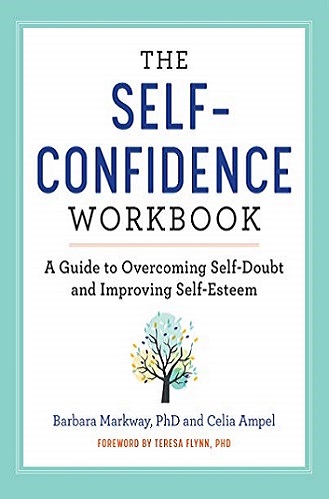 THE
SELF-
CONFIDENCE
WORKBOOK
A Guide to Overcoming Self-Doubt
and Improving Self-Esteem
Barbara Markway, PhD and Celia Ampel
FOREWORD BY TERESA FLYNN, PHD